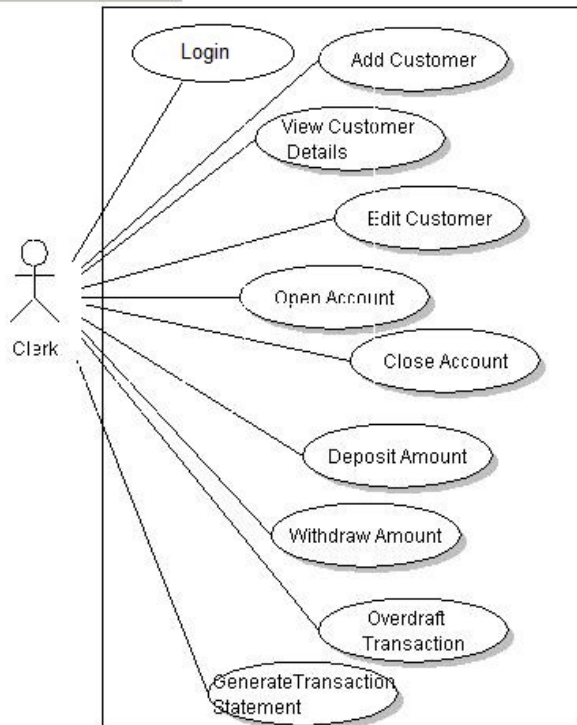 Login
Add Customer
View Customer
Details
Edit Customer
Open Account
Clerk
Close Account
Deposit Amount
Withdraw Amount
Overdraft
Transaction
GenerateTransaction
Statement